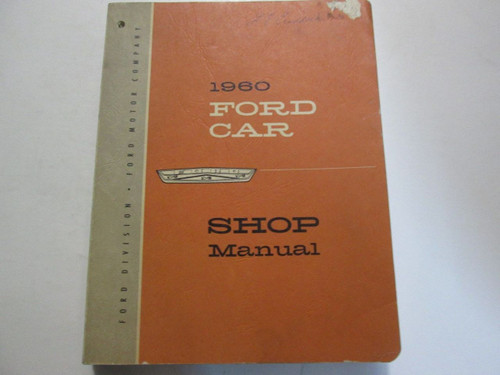 1960
FORD
CAR
SHOP
Manual
FORD DIVISION • FORD MOTOR COMPANY